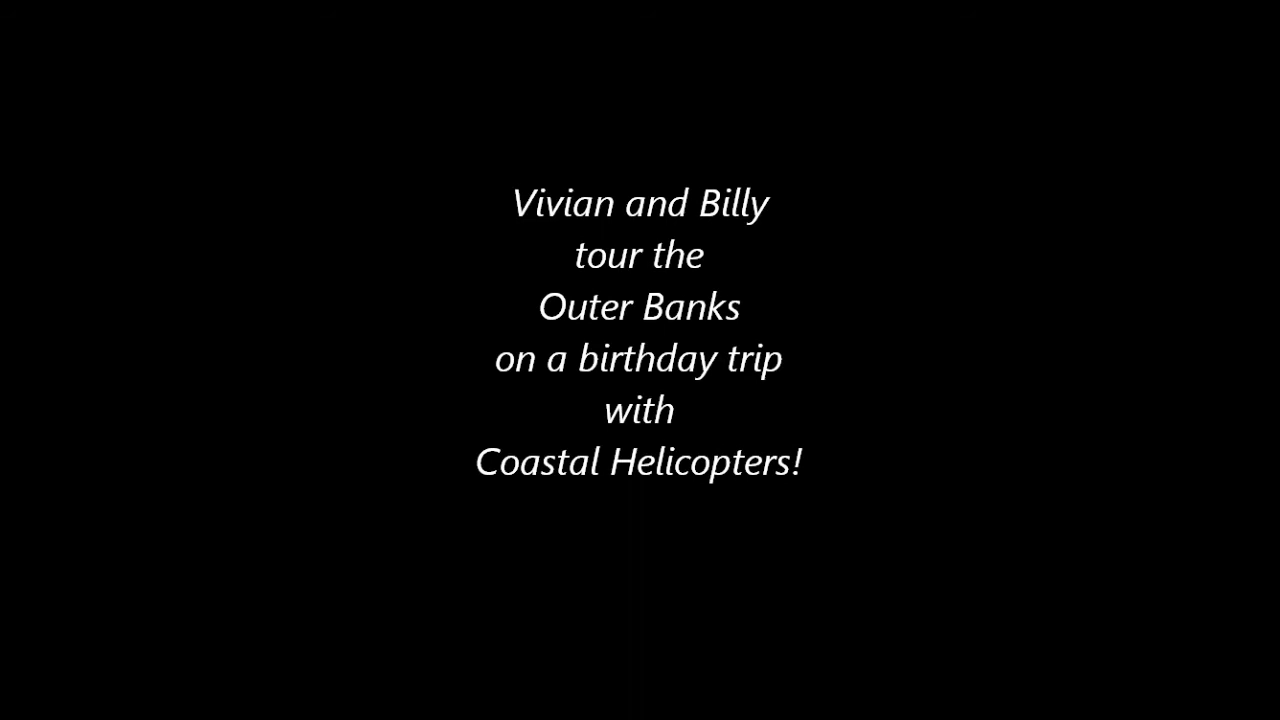 Vivian and Billy
tour the
Outer Banks
on a birthday trip
with
Coastal Helicopters!